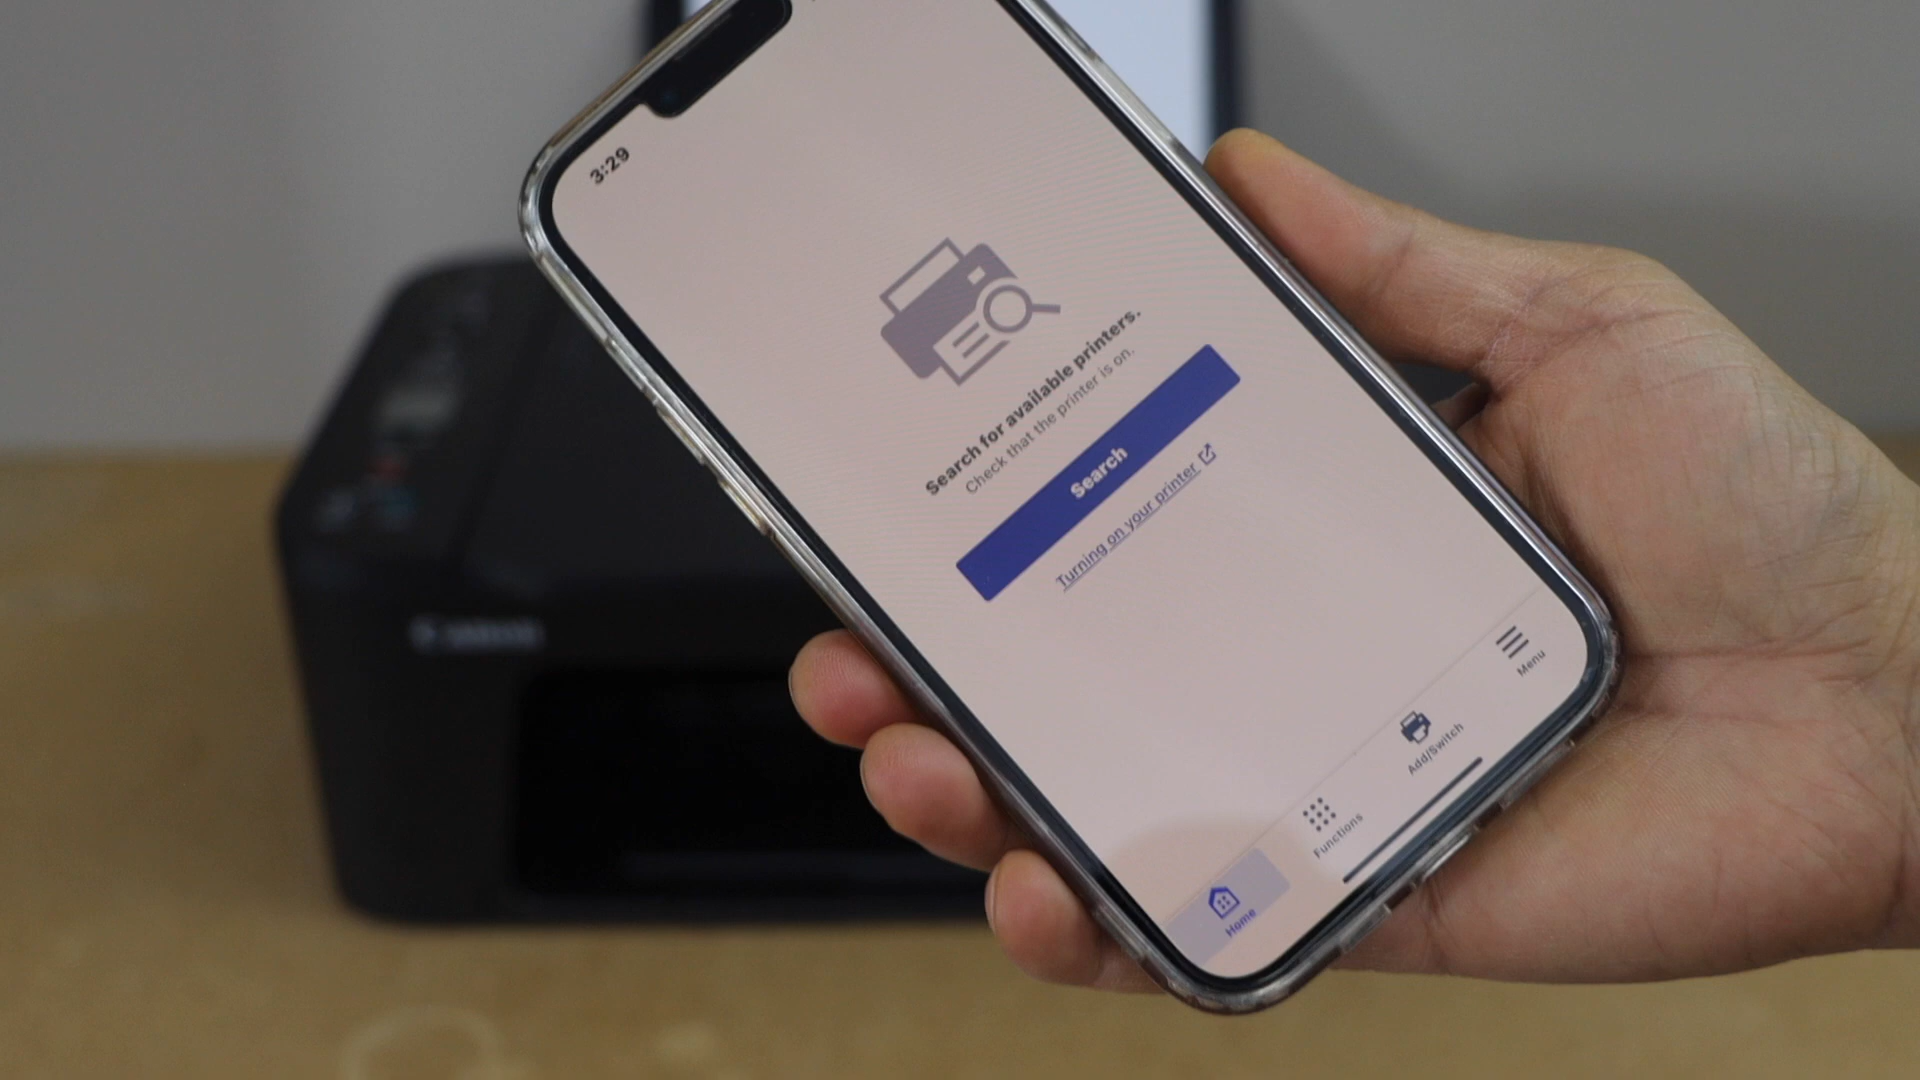 3:29
Search for available printers.
Check that the printer is on.
Search
Turning on your printer
Home
Functions
Add/Switch
Menu
Canon